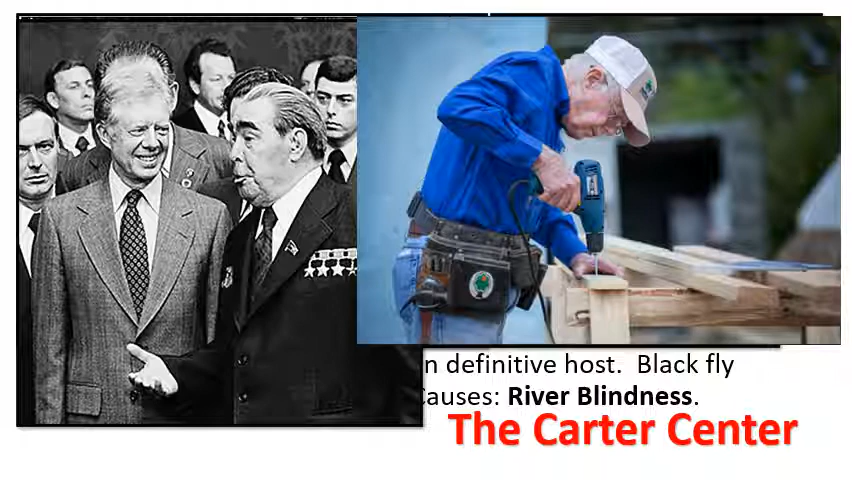 definitive host. Black fly
Causes: River Blindness.
The Carter Center